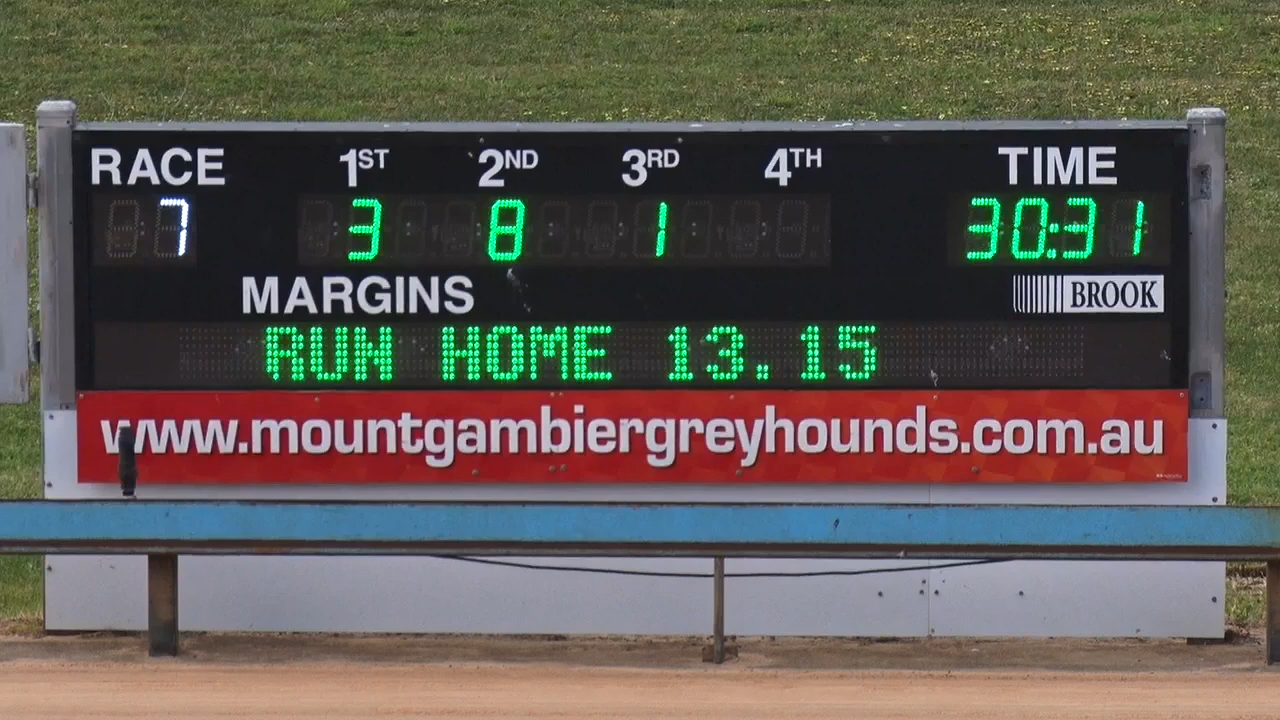 RACE 1ST 2ND 3RD 4TH TIME
7 3 8 1 30:31
MARGINS BROOK
RUN HOME 13.15
www.mountgambiergreyhounds.com.au